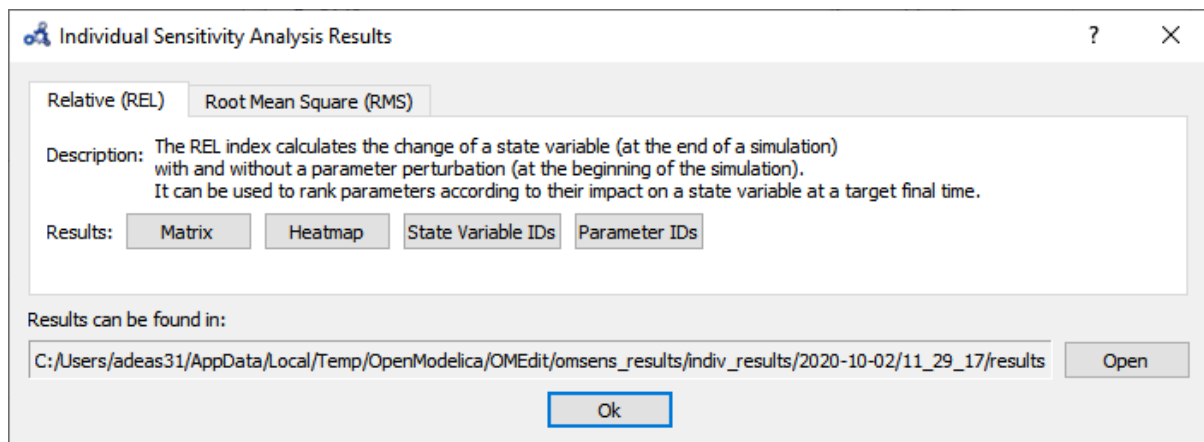 Individual Sensitivity Analysis Results ?
Relative (REL) Root Mean Square (RMS)
Description: The REL index calculates the change of a state variable (at the end of a simulation)
with and without a parameter perturbation (at the beginning of the simulation).
It can be used to rank parameters according to their impact on a state variable at a target final time.
Results: Matrix Heatmap State Variable IDs Parameter IDs
Results can be found in:
C:/Users/adeas31/AppData/Local/Temp/OpenModelica/OMEdit/omsens_results/indiv_results/2020-10-02/11_29_17/results Open
Ok